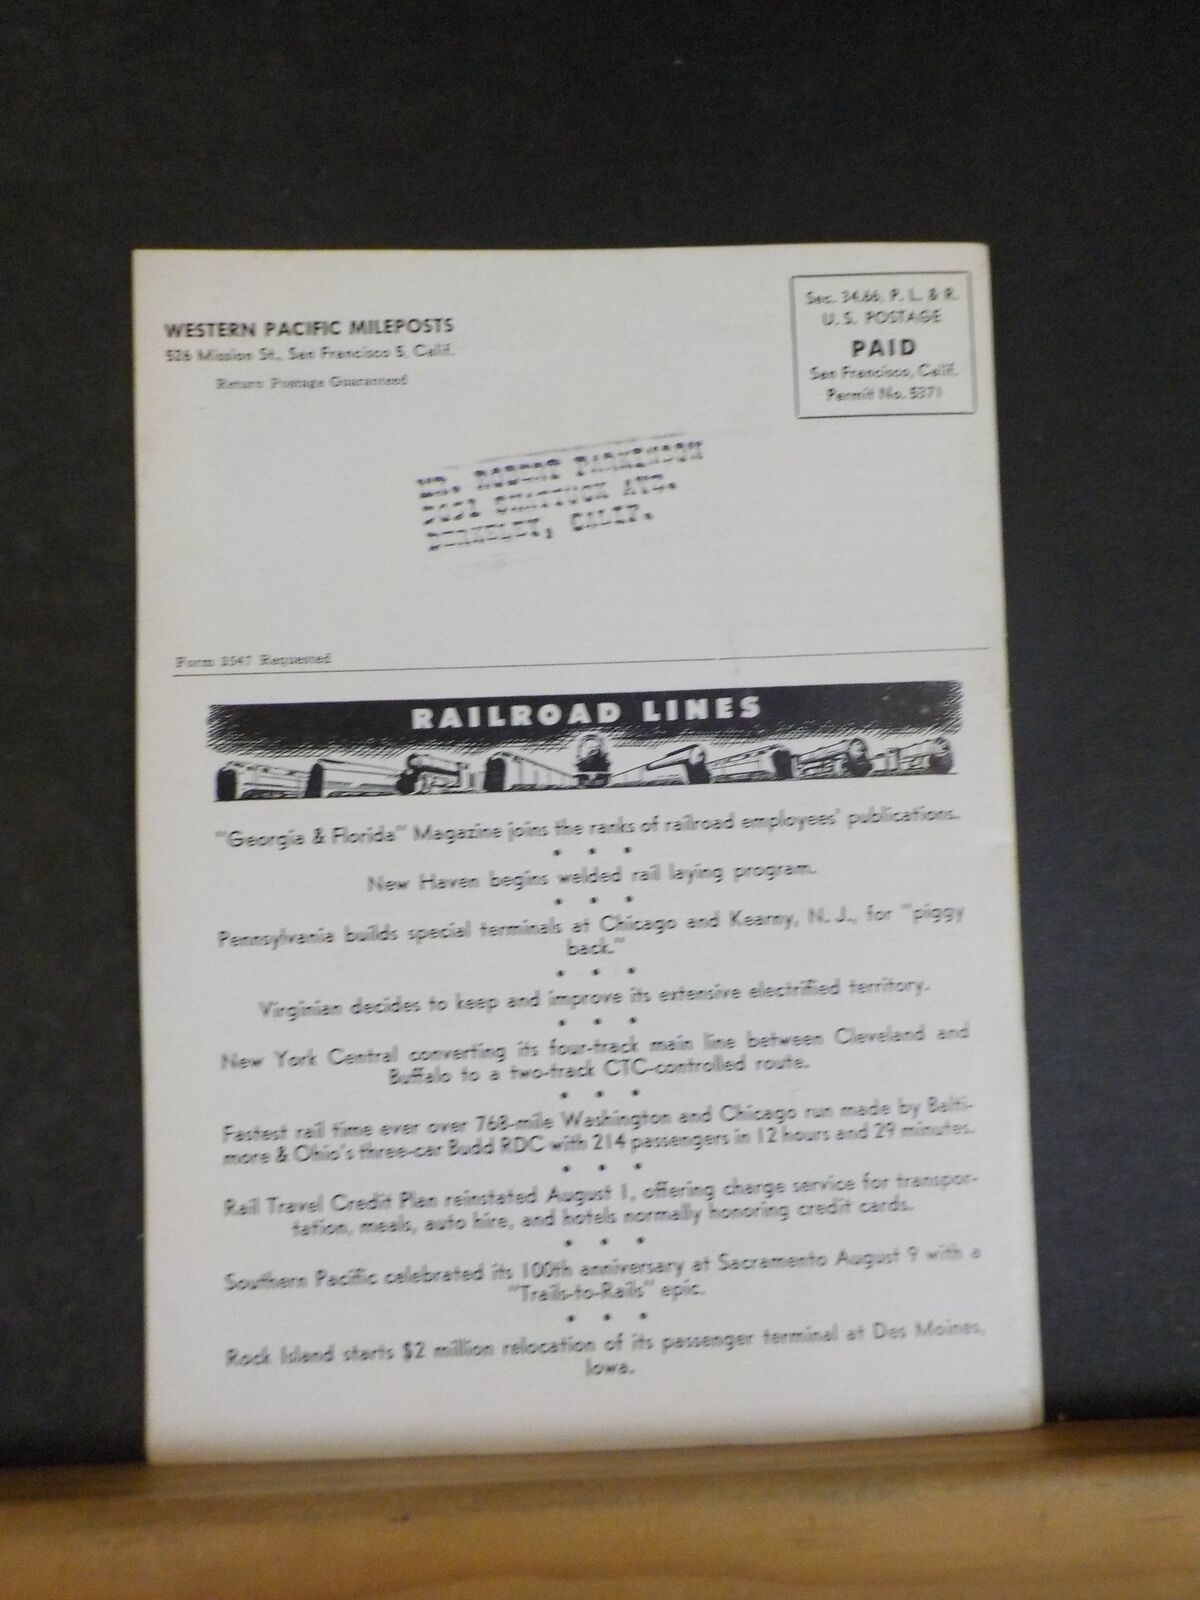 WESTERN PACIFIC MILEPOSTS
526 Mission St., San Francisco 5, Calif.
Return Postage Guaranteed
Sec. 34.66, P. L. & R.
U. S. POSTAGE
PAID
San Francisco, Calif.
Permit No. 5371
MR. ROBERT PARKINSON
SHATTUCK AVE.
BERKELEY, CALIF.
Form 3547 Requested
RAILROAD LINES
"Georgia & Florida" Magazine joins the ranks of railroad employees' publications.
• • •
New Haven begins welded rail laying program.
• • •
Pennsylvania builds special terminals at Chicago and Kearny, N. J., for "piggy
back."
• • •
Virginian decides to keep and improve its extensive electrified territory.
• • •
New York Central converting its four-track main line between Cleveland and
Buffalo to a two-track CTC-controlled route.
• • •
Fastest rail time ever over 768-mile Washington and Chicago run made by Balti-
more & Ohio's three-car Budd RDC with 214 passengers in 12 hours and 29 minutes.
• • •
Rail Travel Credit Plan reinstated August 1, offering charge service for transpor-
tation, meals, auto hire, and hotels normally honoring credit cards.
• • •
Southern Pacific celebrated its 100th anniversary at Sacramento August 9 with a
"Trails-to-Rails" epic.
• • •
Rock Island starts $2 million relocation of its passenger terminal at Des Moines,
Iowa.